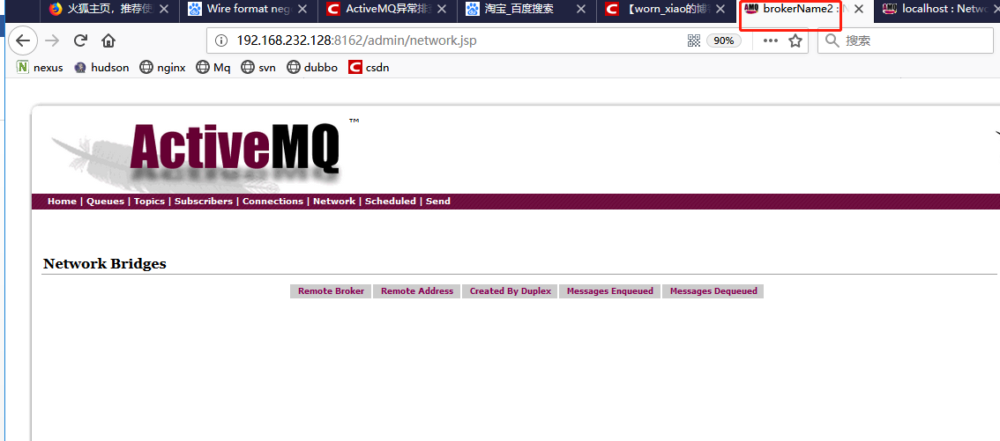 火狐主页，推荐使 Wire format neg ActiveMQ异常排 淘宝_百度搜索 【worn_xiao的博 brokerName2 : N localhost : Netwo
192.168.232.128:8162/admin/network.jsp 90% 搜索
nexus hudson nginx Mq svn dubbo csdn
ActiveMQ™
Home | Queues | Topics | Subscribers | Connections | Network | Scheduled | Send
Network Bridges
Remote Broker Remote Address Created By Duplex Messages Enqueued Messages Dequeued